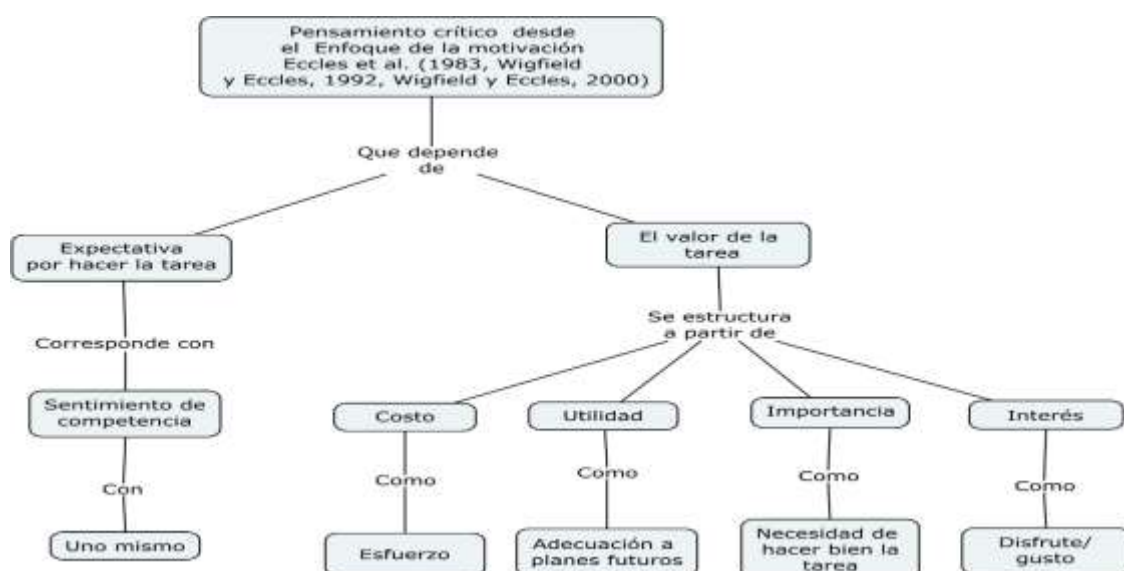 Pensamiento crítico desde
el Enfoque de la motivación
Eccles et al. (1983, Wigfield
y Eccles, 1992, Wigfield y Eccles, 2000)
Que depende
de
Expectativa
por hacer la tarea
El valor de la
tarea
Corresponde con
Se estructura
a partir de
Sentimiento de
competencia
Costo
Utilidad
Importancia
Interés
Con
Como
Como
Como
Como
Uno mismo
Esfuerzo
Adecuación a
planes futuros
Necesidad de
hacer bien la
tarea
Disfrute/
gusto